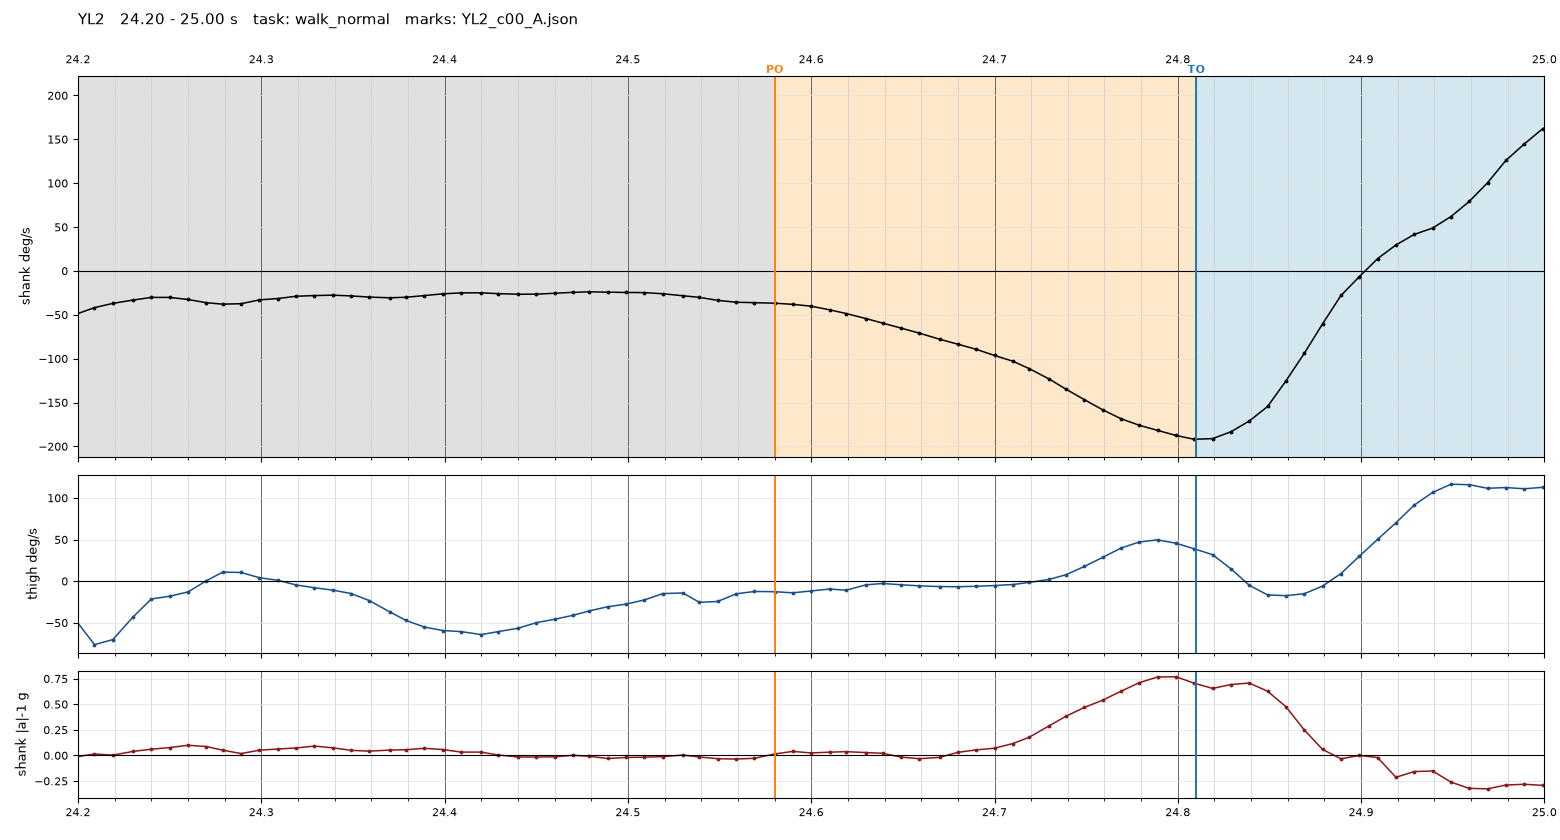 YL2   24.20 - 25.00 s   task: walk_normal   marks: YL2_c00_A.json
24.2 24.3 24.4 24.5 24.6 24.7 24.8 24.9 25.0
PO TO
200
150
100
50
0
−50
−100
−150
−200
shank deg/s
100
50
0
−50
thigh deg/s
0.75
0.50
0.25
0.00
−0.25
shank |a|-1 g
24.2 24.3 24.4 24.5 24.6 24.7 24.8 24.9 25.0